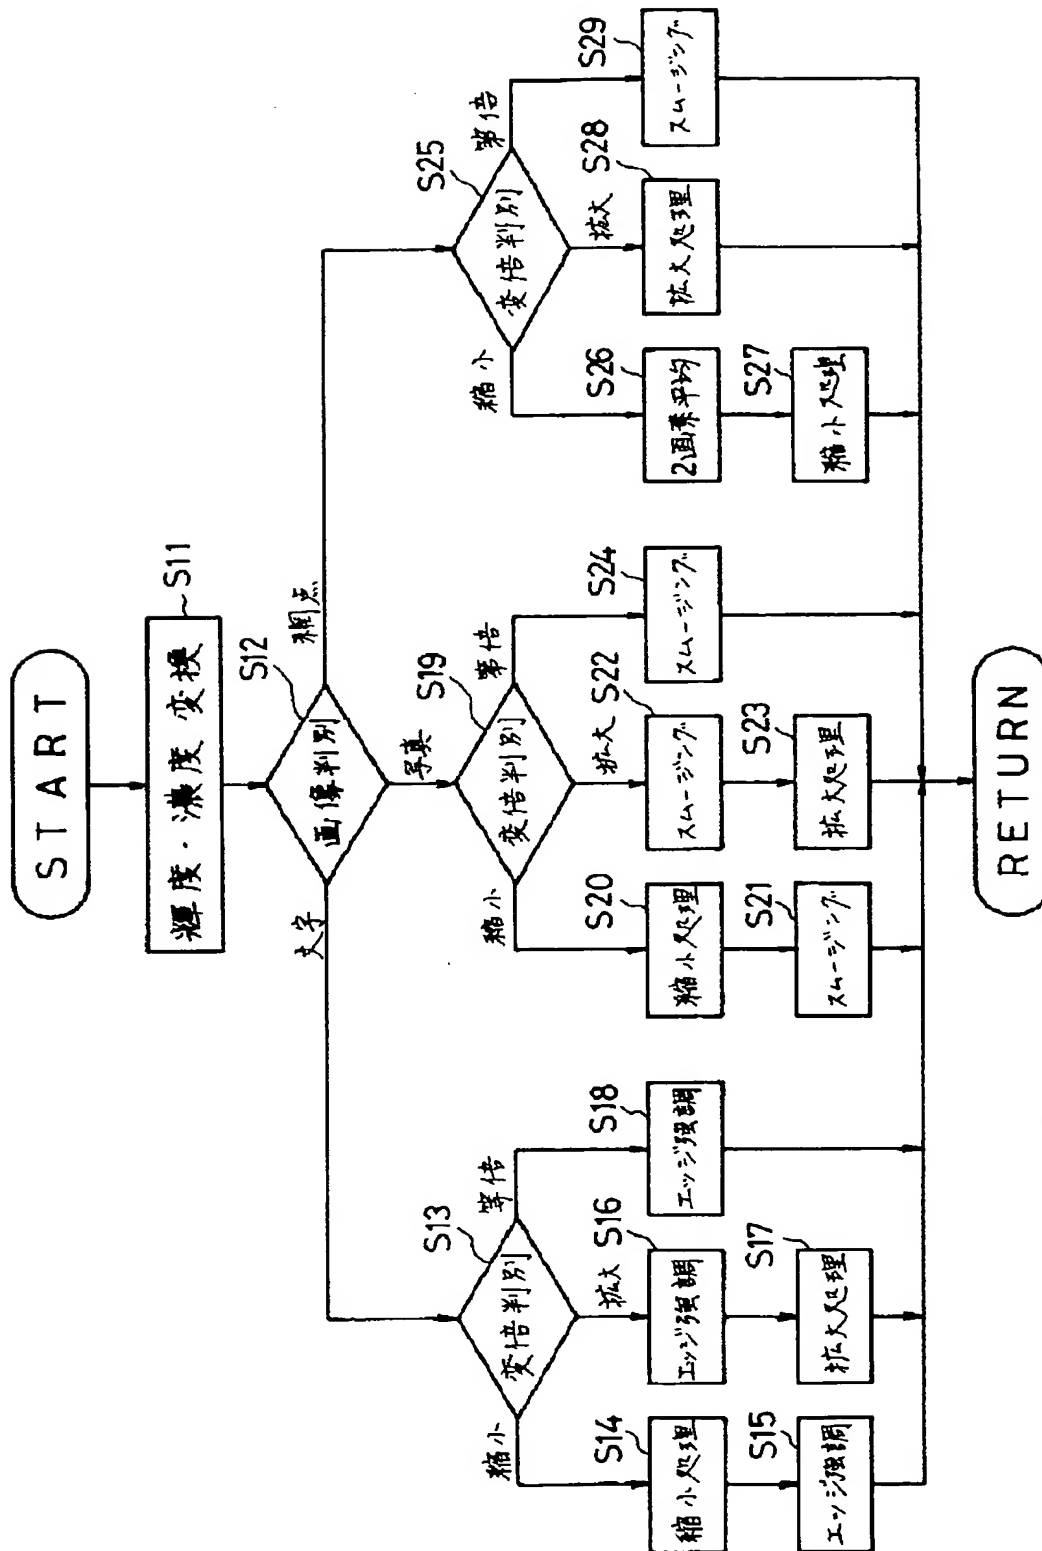 START
輝度・濃度変換
S11
画像判別
S12
文字
写真
網点
変倍判別
S13
縮小
拡大
等倍
縮小処理
S14
エッジ強調
S15
エッジ強調
S16
拡大処理
S17
エッジ強調
S18
変倍判別
S19
縮小
拡大
等倍
縮小処理
S20
スムージング
S21
スムージング
S22
拡大処理
S23
スムージング
S24
変倍判別
S25
縮小
拡大
等倍
2画素平均
S26
縮小処理
S27
拡大処理
S28
スムージング
S29
RETURN